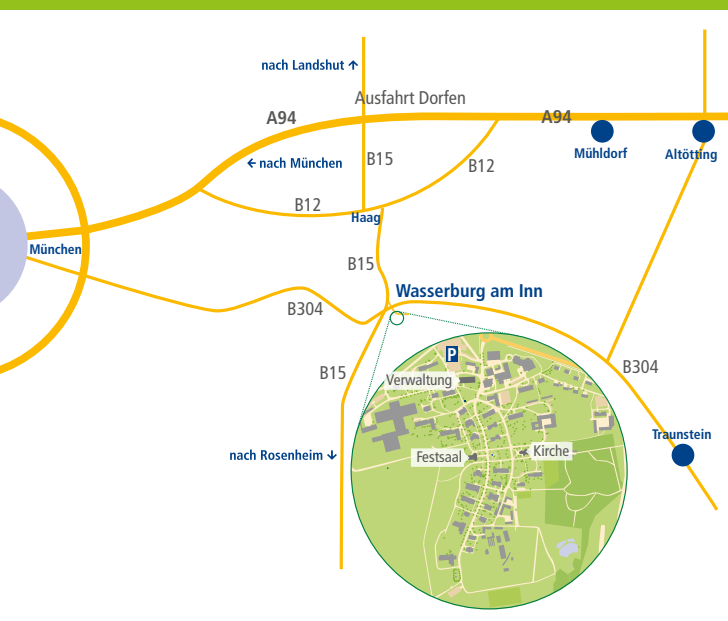 nach Landshut ↑
Ausfahrt Dorfen
A94
A94
Mühldorf
Altötting
← nach München
B15
B12
B12
Haag
München
B15
Wasserburg am Inn
B304
B15
B304
P
Verwaltung
Traunstein
nach Rosenheim ↓
Festsaal
Kirche